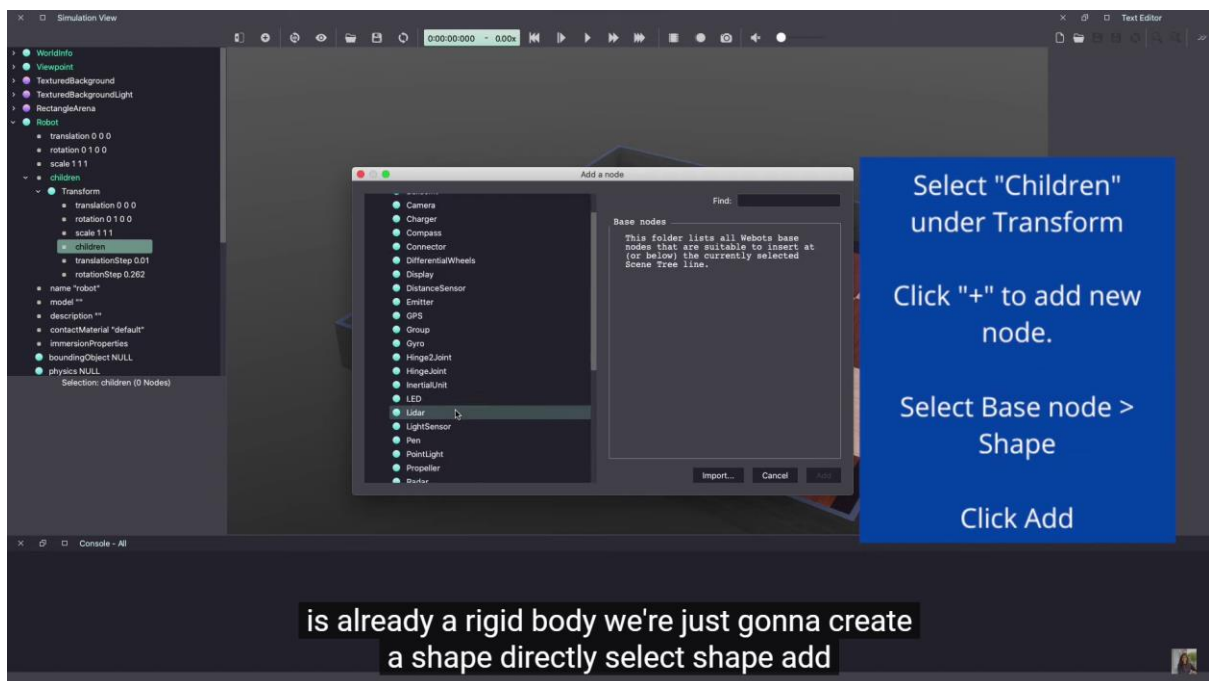 Simulation View
Text Editor
0:00:00:000 - 0.00x
WorldInfo
Viewpoint
TexturedBackground
TexturedBackgroundLight
RectangleArena
Robot
translation 0 0 0
rotation 0 1 0 0
scale 1 1 1
children
Transform
translation 0 0 0
rotation 0 1 0 0
scale 1 1 1
children
translationStep 0.01
rotationStep 0.262
name "robot"
model ""
description ""
contactMaterial "default"
immersionProperties
boundingObject NULL
physics NULL
Selection: children (0 Nodes)
Add a node
Camera
Charger
Compass
Connector
DifferentialWheels
Display
DistanceSensor
Emitter
GPS
Group
Gyro
Hinge2Joint
HingeJoint
InertialUnit
LED
Lidar
LightSensor
Pen
PointLight
Propeller
Radar
Find:
Base nodes
This folder lists all Webots base
nodes that are suitable to insert at
(or below) the currently selected
Scene Tree line.
Import...
Cancel
Add
Select "Children"
under Transform
Click "+" to add new
node.
Select Base node >
Shape
Click Add
Console - All
is already a rigid body we're just gonna create
a shape directly select shape add